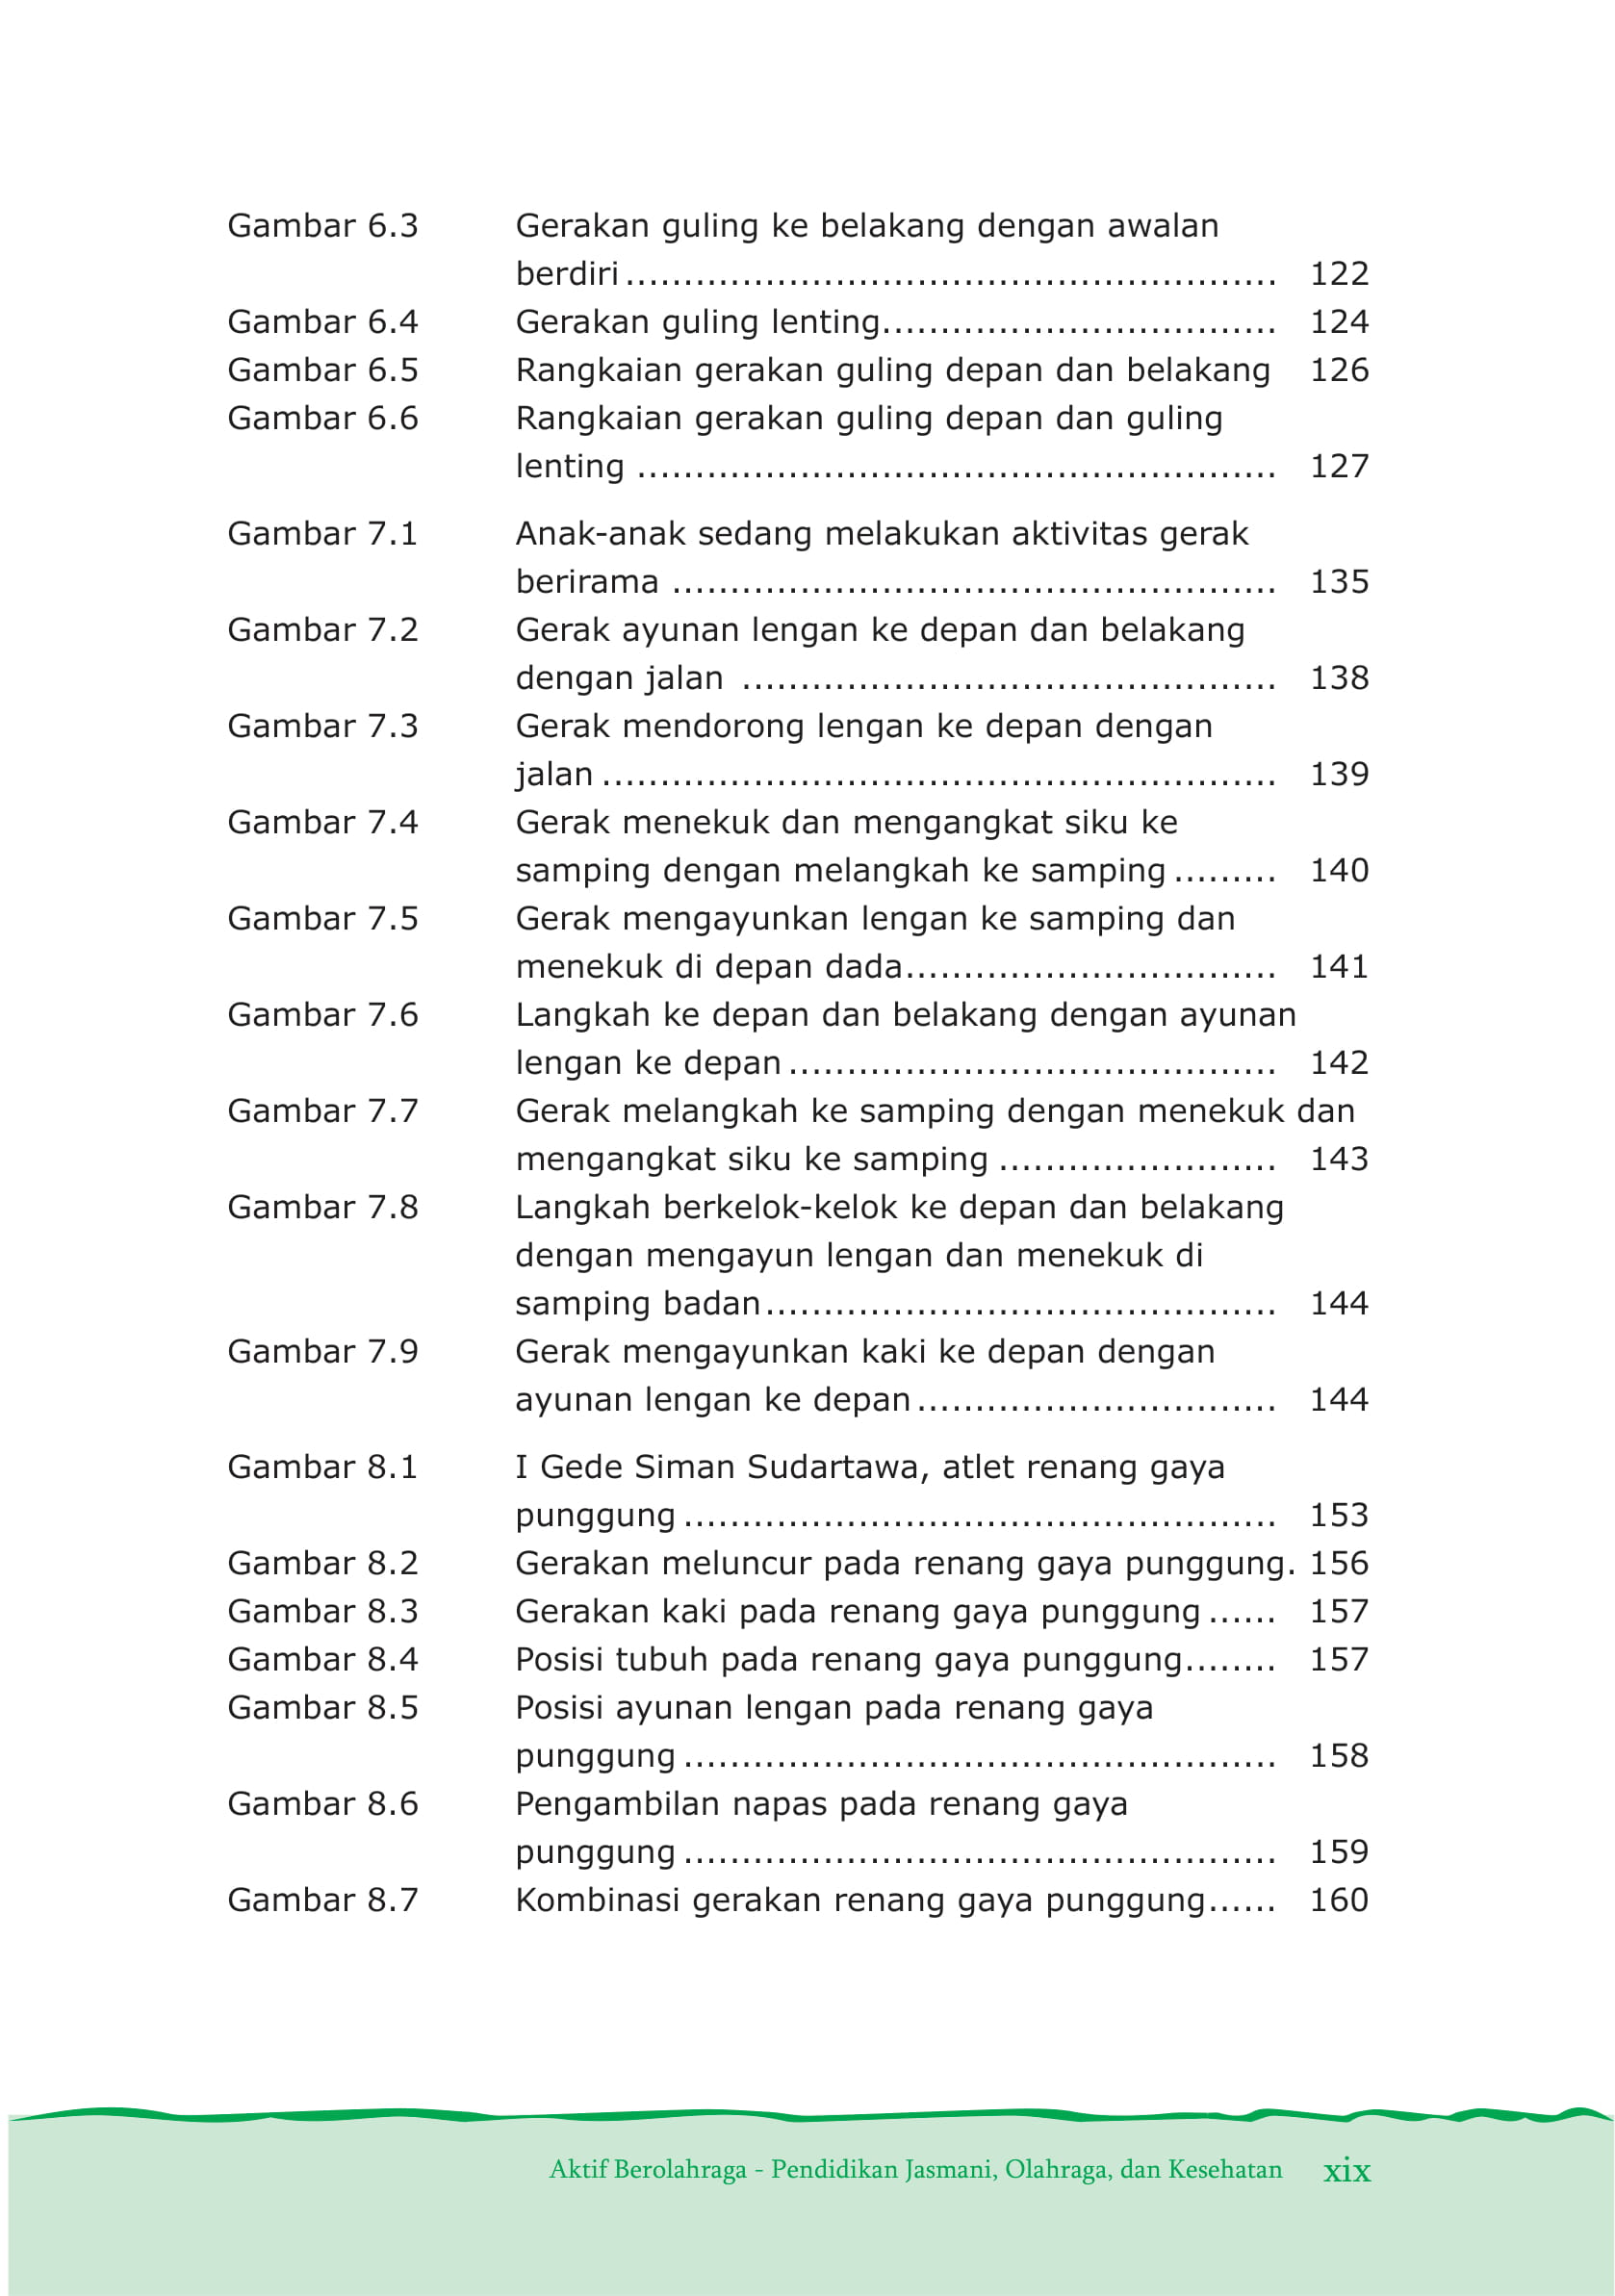 Gambar 6.3 Gerakan guling ke belakang dengan awalan
berdiri ........................................................ 122
Gambar 6.4 Gerakan guling lenting.................................. 124
Gambar 6.5 Rangkaian gerakan guling depan dan belakang 126
Gambar 6.6 Rangkaian gerakan guling depan dan guling
lenting ....................................................... 127
Gambar 7.1 Anak-anak sedang melakukan aktivitas gerak
berirama .................................................... 135
Gambar 7.2 Gerak ayunan lengan ke depan dan belakang
dengan jalan .............................................. 138
Gambar 7.3 Gerak mendorong lengan ke depan dengan
jalan .......................................................... 139
Gambar 7.4 Gerak menekuk dan mengangkat siku ke
samping dengan melangkah ke samping ......... 140
Gambar 7.5 Gerak mengayunkan lengan ke samping dan
menekuk di depan dada................................ 141
Gambar 7.6 Langkah ke depan dan belakang dengan ayunan
lengan ke depan .......................................... 142
Gambar 7.7 Gerak melangkah ke samping dengan menekuk dan
mengangkat siku ke samping ........................ 143
Gambar 7.8 Langkah berkelok-kelok ke depan dan belakang
dengan mengayun lengan dan menekuk di
samping badan............................................ 144
Gambar 7.9 Gerak mengayunkan kaki ke depan dengan
ayunan lengan ke depan ............................... 144
Gambar 8.1 I Gede Siman Sudartawa, atlet renang gaya
punggung ................................................... 153
Gambar 8.2 Gerakan meluncur pada renang gaya punggung. 156
Gambar 8.3 Gerakan kaki pada renang gaya punggung ...... 157
Gambar 8.4 Posisi tubuh pada renang gaya punggung........ 157
Gambar 8.5 Posisi ayunan lengan pada renang gaya
punggung ................................................... 158
Gambar 8.6 Pengambilan napas pada renang gaya
punggung ................................................... 159
Gambar 8.7 Kombinasi gerakan renang gaya punggung...... 160
Aktif Berolahraga - Pendidikan Jasmani, Olahraga, dan Kesehatan xix